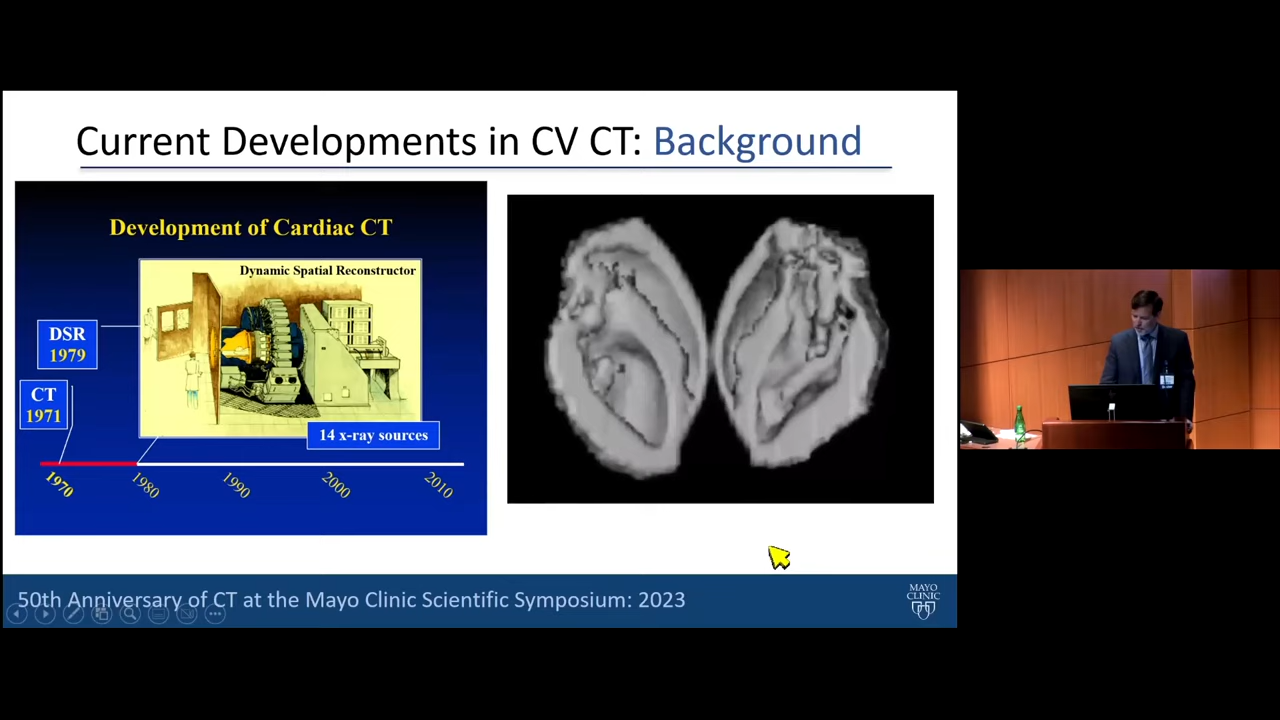 Current Developments in CV CT: Background
Development of Cardiac CT
Dynamic Spatial Reconstructor
DSR
1979
CT
1971
14 x-ray sources
1970
1980
1990
2000
2010
50th Anniversary of CT at the Mayo Clinic Scientific Symposium: 2023
MAYO
CLINIC